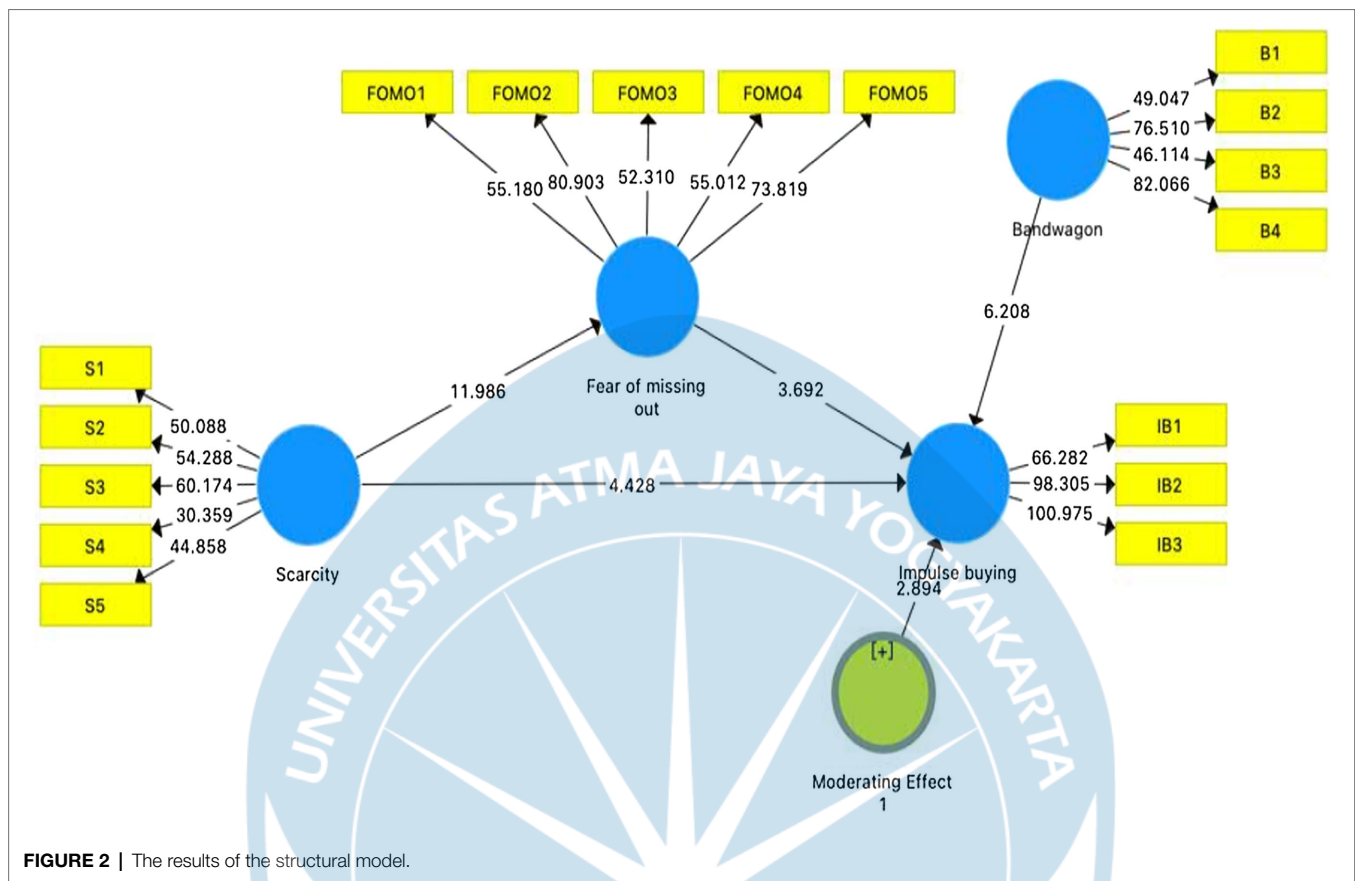 FOMO1
FOMO2
FOMO3
FOMO4
FOMO5
55.180
80.903
52.310
55.012
73.819
Fear of missing
out
B1
B2
B3
B4
49.047
76.510
46.114
82.066
Bandwagon
6.208
S1
S2
S3
S4
S5
50.088
54.288
60.174
30.359
44.858
Scarcity
11.986
3.692
4.428
IB1
IB2
IB3
66.282
98.305
100.975
Impulse buying
2.894
[+]
Moderating Effect
1
UNIVERSITAS ATMA JAYA YOGYAKARTA
FIGURE 2 | The results of the structural model.